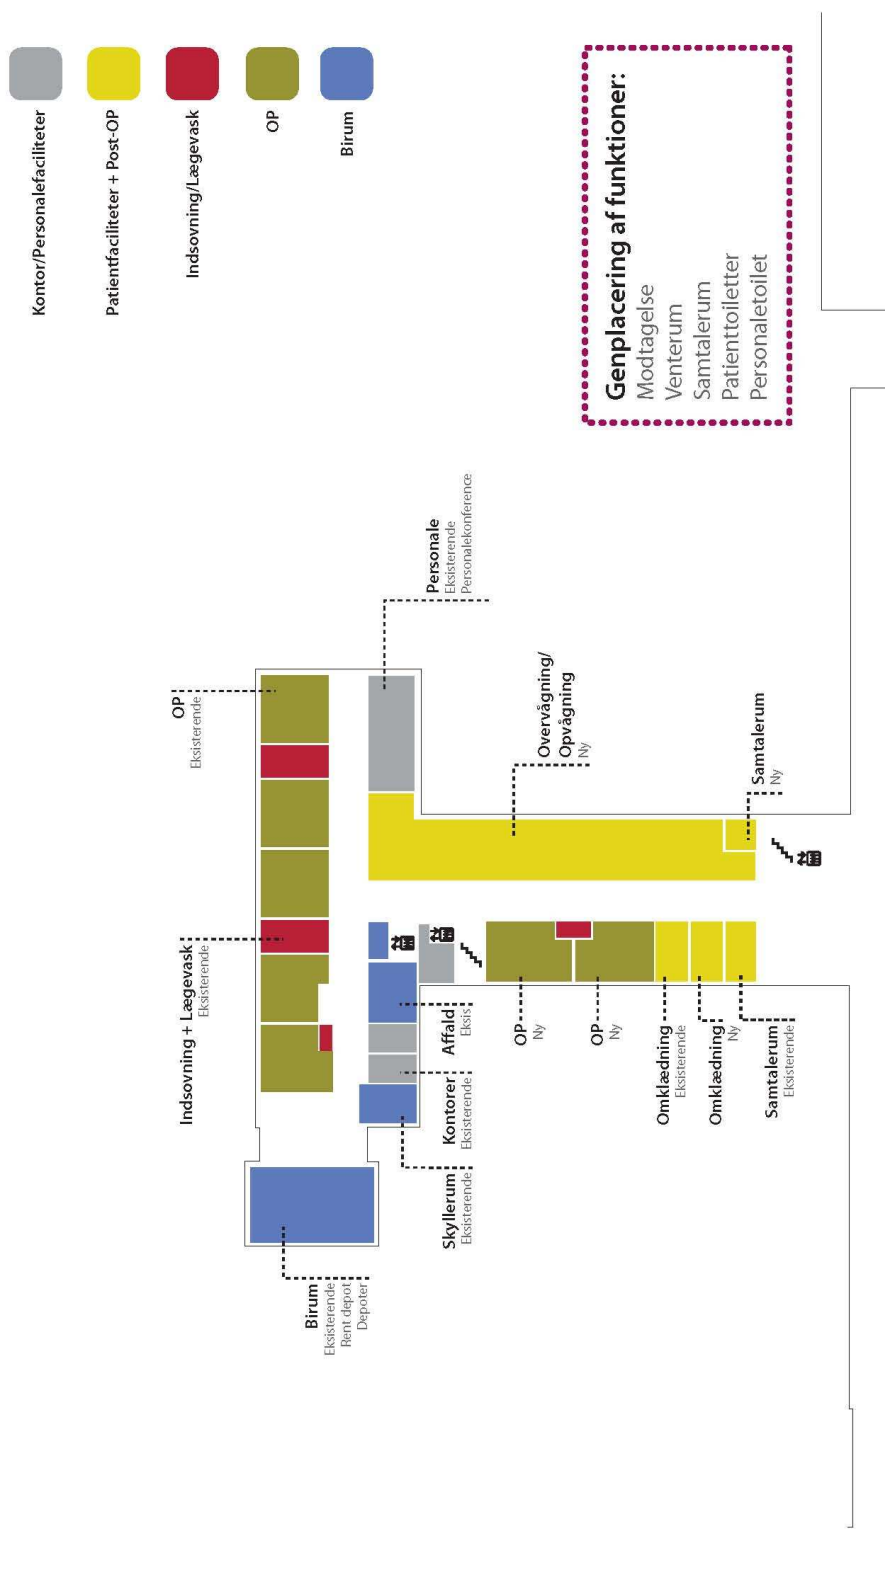 Kontor/Personalefaciliteter
Patientfaciliteter + Post-OP
Indsovning/Lægevask
OP
Birum
Genplacering af funktioner:
Modtagelse
Venterum
Samtalerum
Patienttoiletter
Personaletoilet
OP
Eksisterende
Indsovning + Lægevask
Eksisterende
Personale
Eksisterende
Personalekonference
Overvågning/
Opvågning
Ny
Samtalerum
Ny
Birum
Eksisterende
Rent depot
Depoter
Skyllerum
Eksisterende
Kontorer
Eksisterende
Affald
Eksis
OP
Ny
OP
Ny
Omklædning
Eksisterende
Omklædning
Ny
Samtalerum
Eksisterende